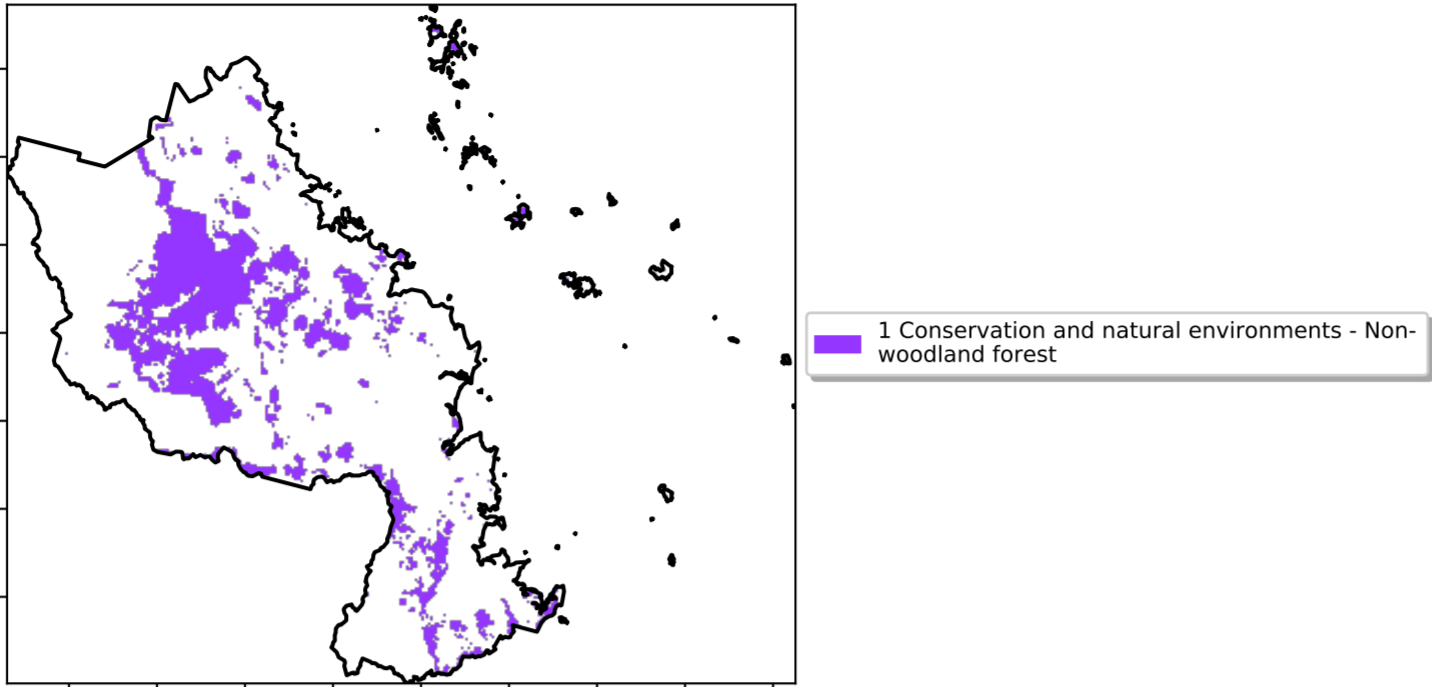 1 Conservation and natural environments - Non-
woodland forest